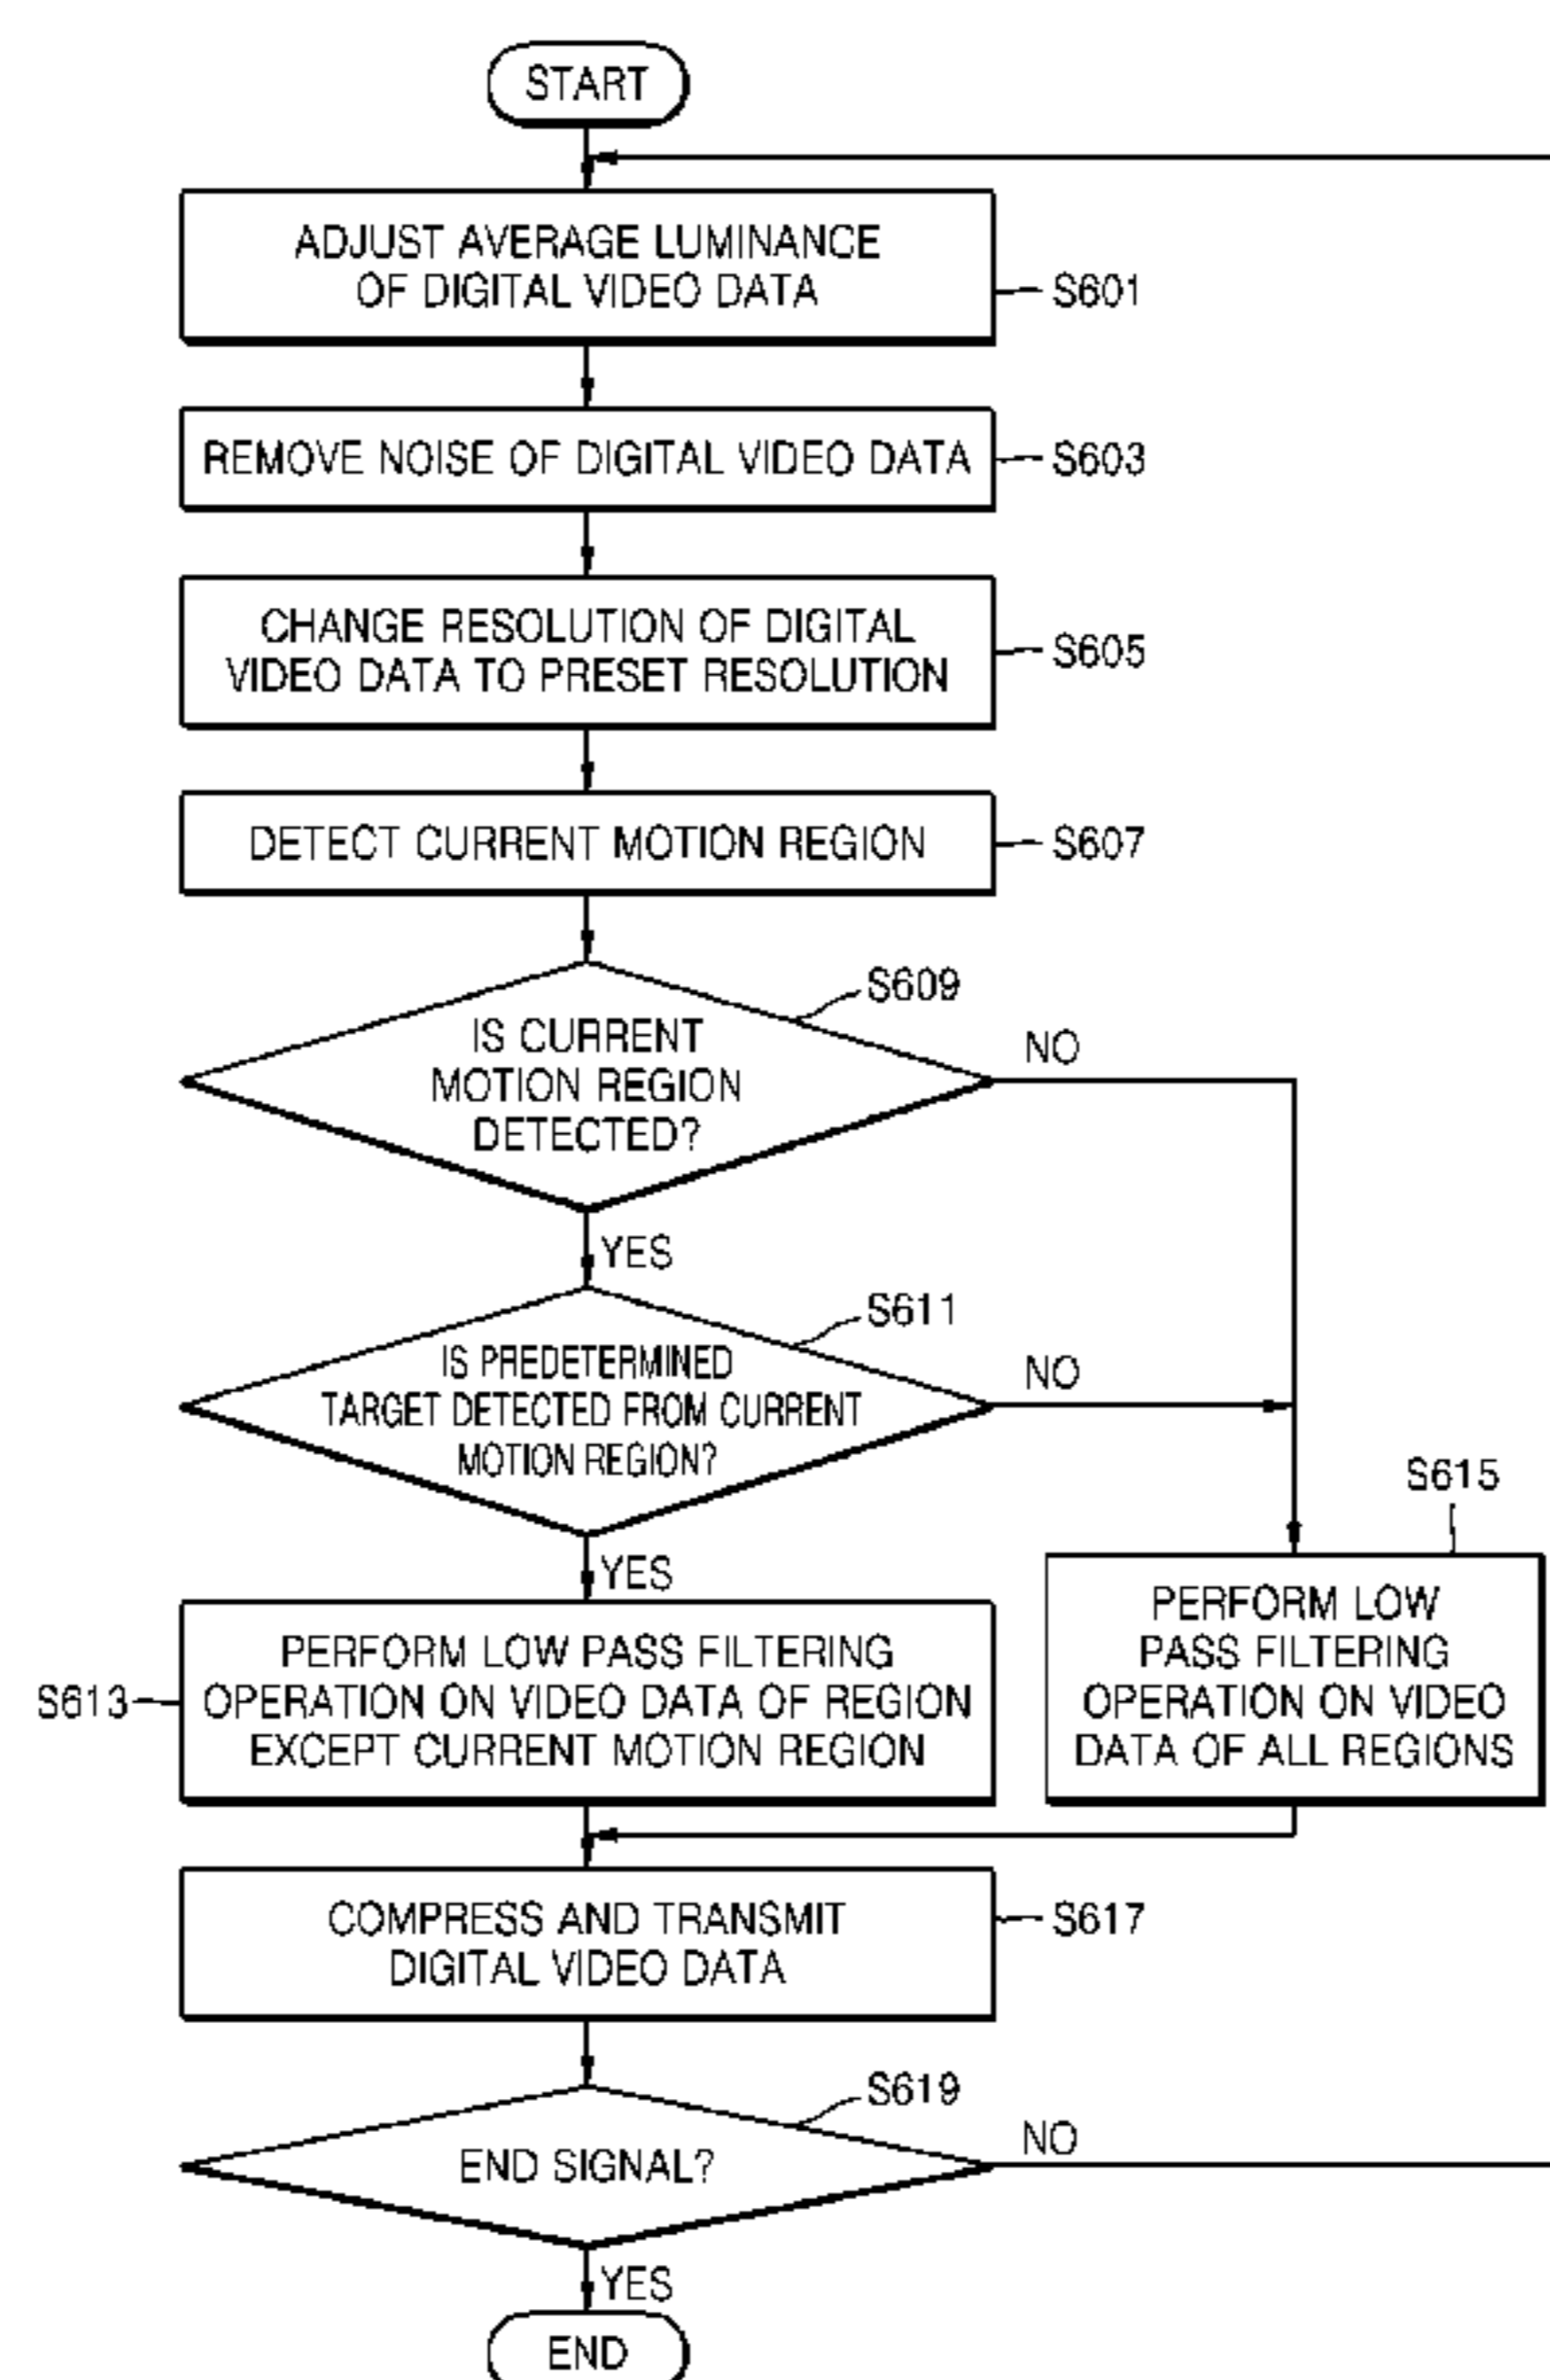 START
ADJUST AVERAGE LUMINANCE
OF DIGITAL VIDEO DATA
S601
REMOVE NOISE OF DIGITAL VIDEO DATA
S603
CHANGE RESOLUTION OF DIGITAL
VIDEO DATA TO PRESET RESOLUTION
S605
DETECT CURRENT MOTION REGION
S607
S609
IS CURRENT
MOTION REGION
DETECTED?
NO
YES
S611
IS PREDETERMINED
TARGET DETECTED FROM CURRENT
MOTION REGION?
NO
YES
S615
PERFORM LOW
PASS FILTERING
OPERATION ON VIDEO
DATA OF ALL REGIONS
S613
PERFORM LOW PASS FILTERING
OPERATION ON VIDEO DATA OF REGION
EXCEPT CURRENT MOTION REGION
COMPRESS AND TRANSMIT
DIGITAL VIDEO DATA
S617
S619
END SIGNAL?
NO
YES
END